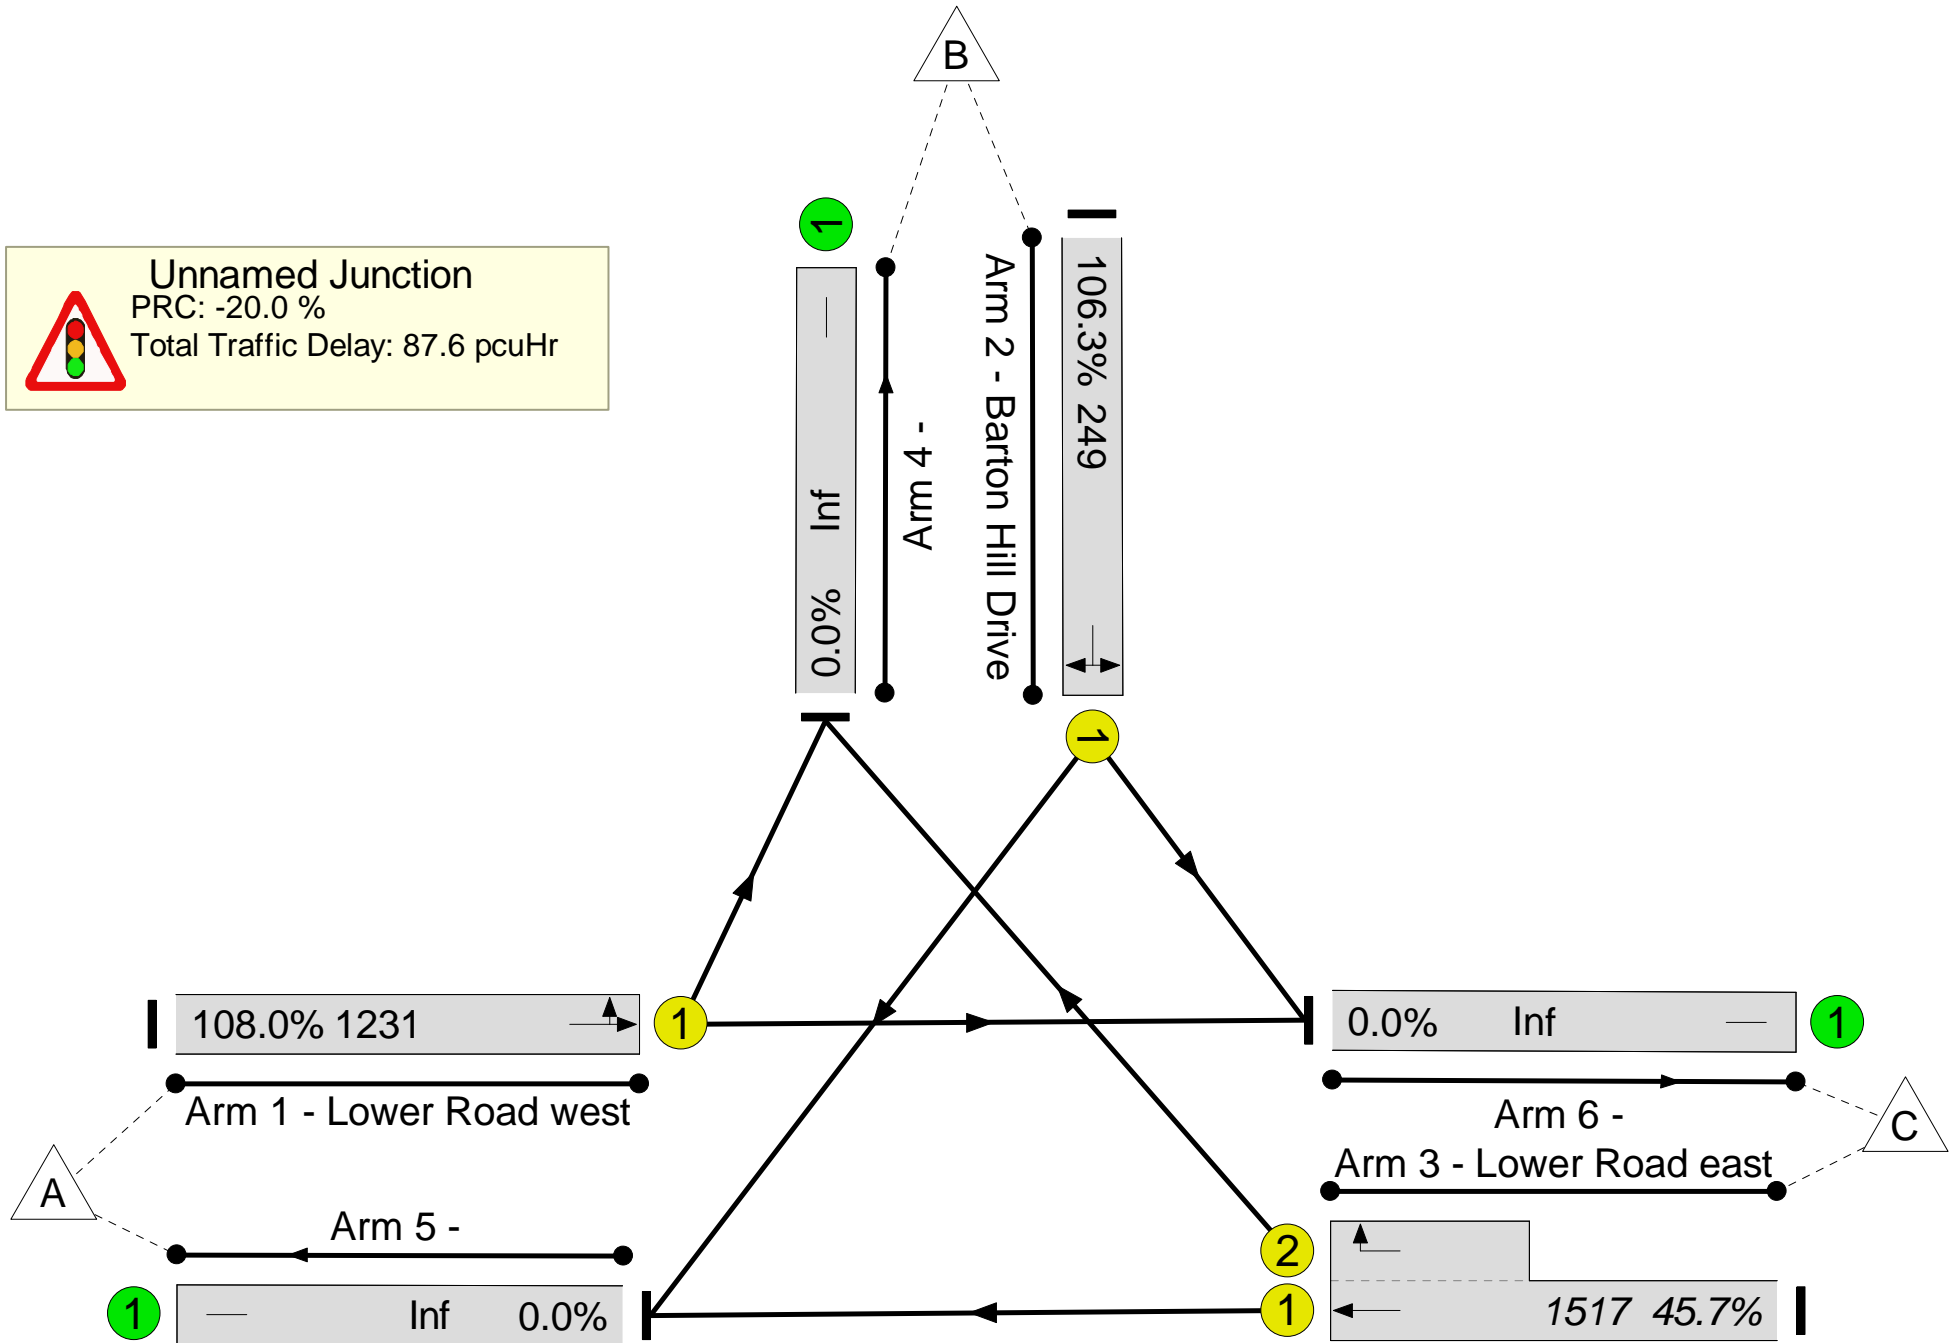 B
Unnamed Junction
PRC: -20.0 %
Total Traffic Delay: 87.6 pcuHr
1
0.0% Inf
Arm 4 -
Arm 2 - Barton Hill Drive
106.3% 249
1
108.0% 1231
1
Arm 1 - Lower Road west
0.0% Inf
1
Arm 6 -
Arm 3 - Lower Road east
C
A
Arm 5 -
1
Inf 0.0%
2
1
1517 45.7%